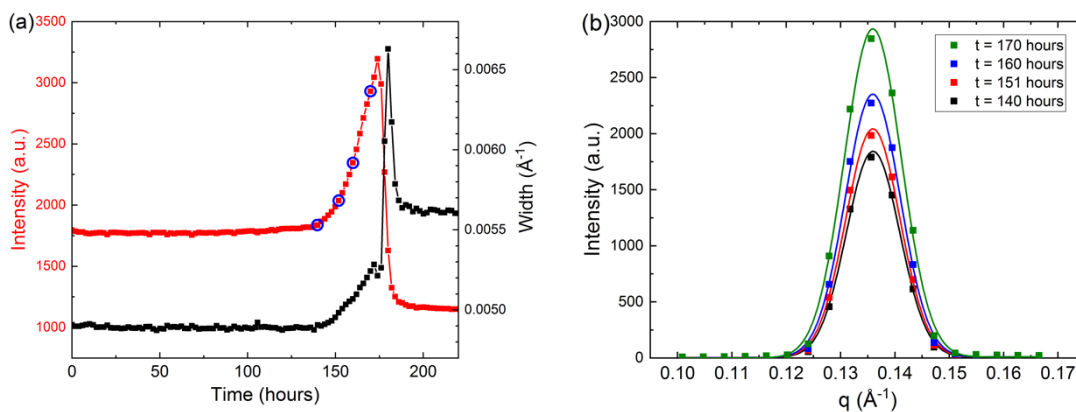 (a)
3500
3000
2500
2000
1500
1000
Intensity (a.u.)
0.0065
0.0060
0.0055
0.0050
Width (Å⁻¹)
0 50 100 150 200
Time (hours)
(b)
3000
2500
2000
1500
1000
500
0
Intensity (a.u.)
t = 170 hours
t = 160 hours
t = 151 hours
t = 140 hours
0.10 0.11 0.12 0.13 0.14 0.15 0.16 0.17
q (Å⁻¹)